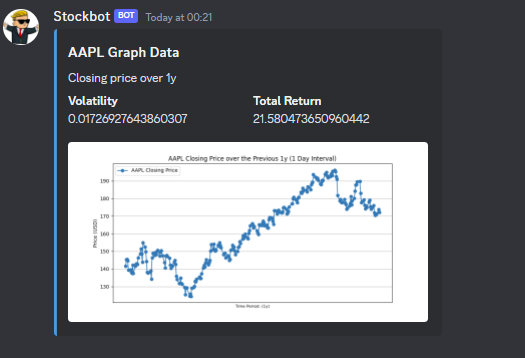 Stockbot BOT Today at 00:21
AAPL Graph Data
Closing price over 1y
Volatility Total Return
0.01726927643860307 21.580473650960442
AAPL Closing Price over the Previous 1y (1 Day Interval)
AAPL Closing Price
190
180
170
160
150
140
130
Price (USD)
Time Period: (1y)